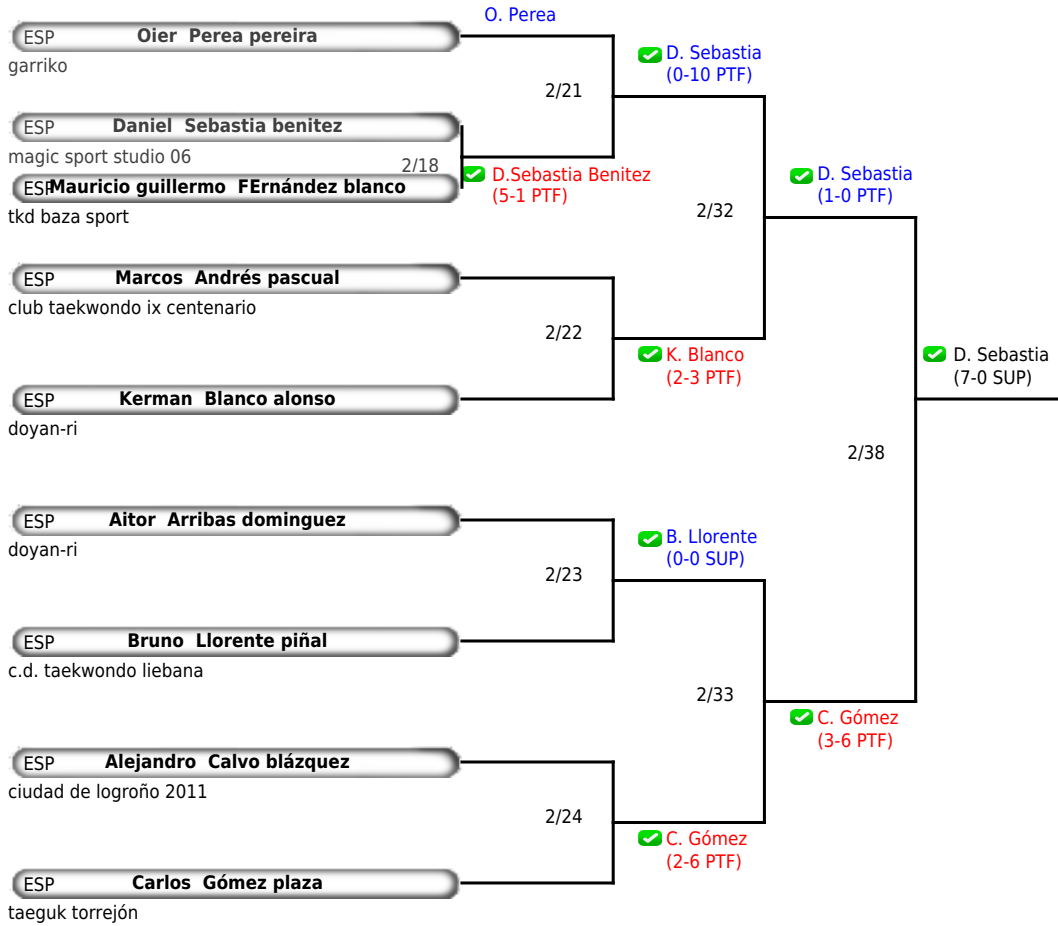 O. Perea
ESP Oier Perea pereira
garriko
D. Sebastia
(0-10 PTF)
2/21
ESP Daniel Sebastia benitez
magic sport studio 06
2/18
D.Sebastia Benitez
(5-1 PTF)
ESP Mauricio guillermo FErnández blanco
tkd baza sport
D. Sebastia
(1-0 PTF)
2/32
ESP Marcos Andrés pascual
club taekwondo ix centenario
2/22
K. Blanco
(2-3 PTF)
D. Sebastia
(7-0 SUP)
ESP Kerman Blanco alonso
doyan-ri
2/38
ESP Aitor Arribas dominguez
doyan-ri
B. Llorente
(0-0 SUP)
2/23
ESP Bruno Llorente piñal
c.d. taekwondo liebana
2/33
C. Gómez
(3-6 PTF)
ESP Alejandro Calvo blázquez
ciudad de logroño 2011
2/24
C. Gómez
(2-6 PTF)
ESP Carlos Gómez plaza
taeguk torrejón